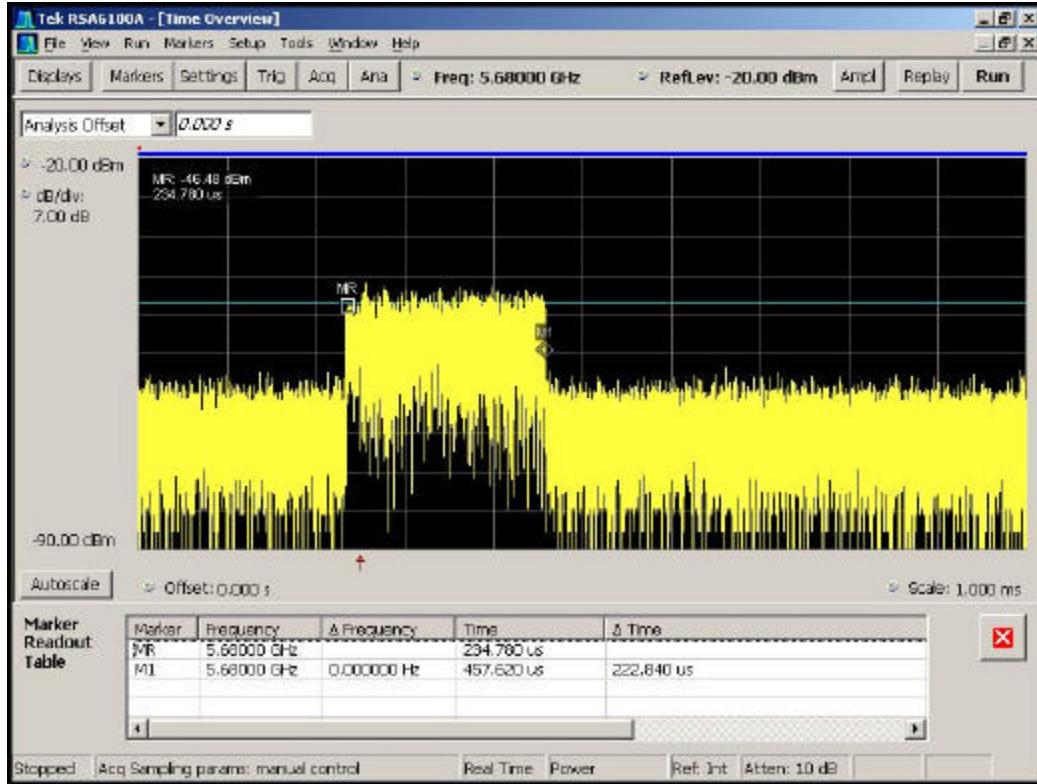 Tek RSA6100A - [Time Overview]
File View Run Markers Setup Tools Window Help
Displays Markers Settings Trig Acq Ana Freq: 5.68000 GHz RefLev: -20.00 dBm Ampl Replay Run
Analysis Offset 0.000 s
-20.00 dBm
dB/div:
7.00 dB
MR: -46.48 dBm
234.780 us
MR
M1
-90.00 dBm
Autoscale Offset: 0.000 s Scale: 1.000 ms
Marker Readout Table
Marker Frequency Δ Frequency Time Δ Time
MR 5.68000 GHz 234.780 us
M1 5.68000 GHz 0.000000 Hz 457.620 us 222.840 us
Stopped Acq Sampling params: manual control Real Time Power Ref: Int Atten: 10 dB